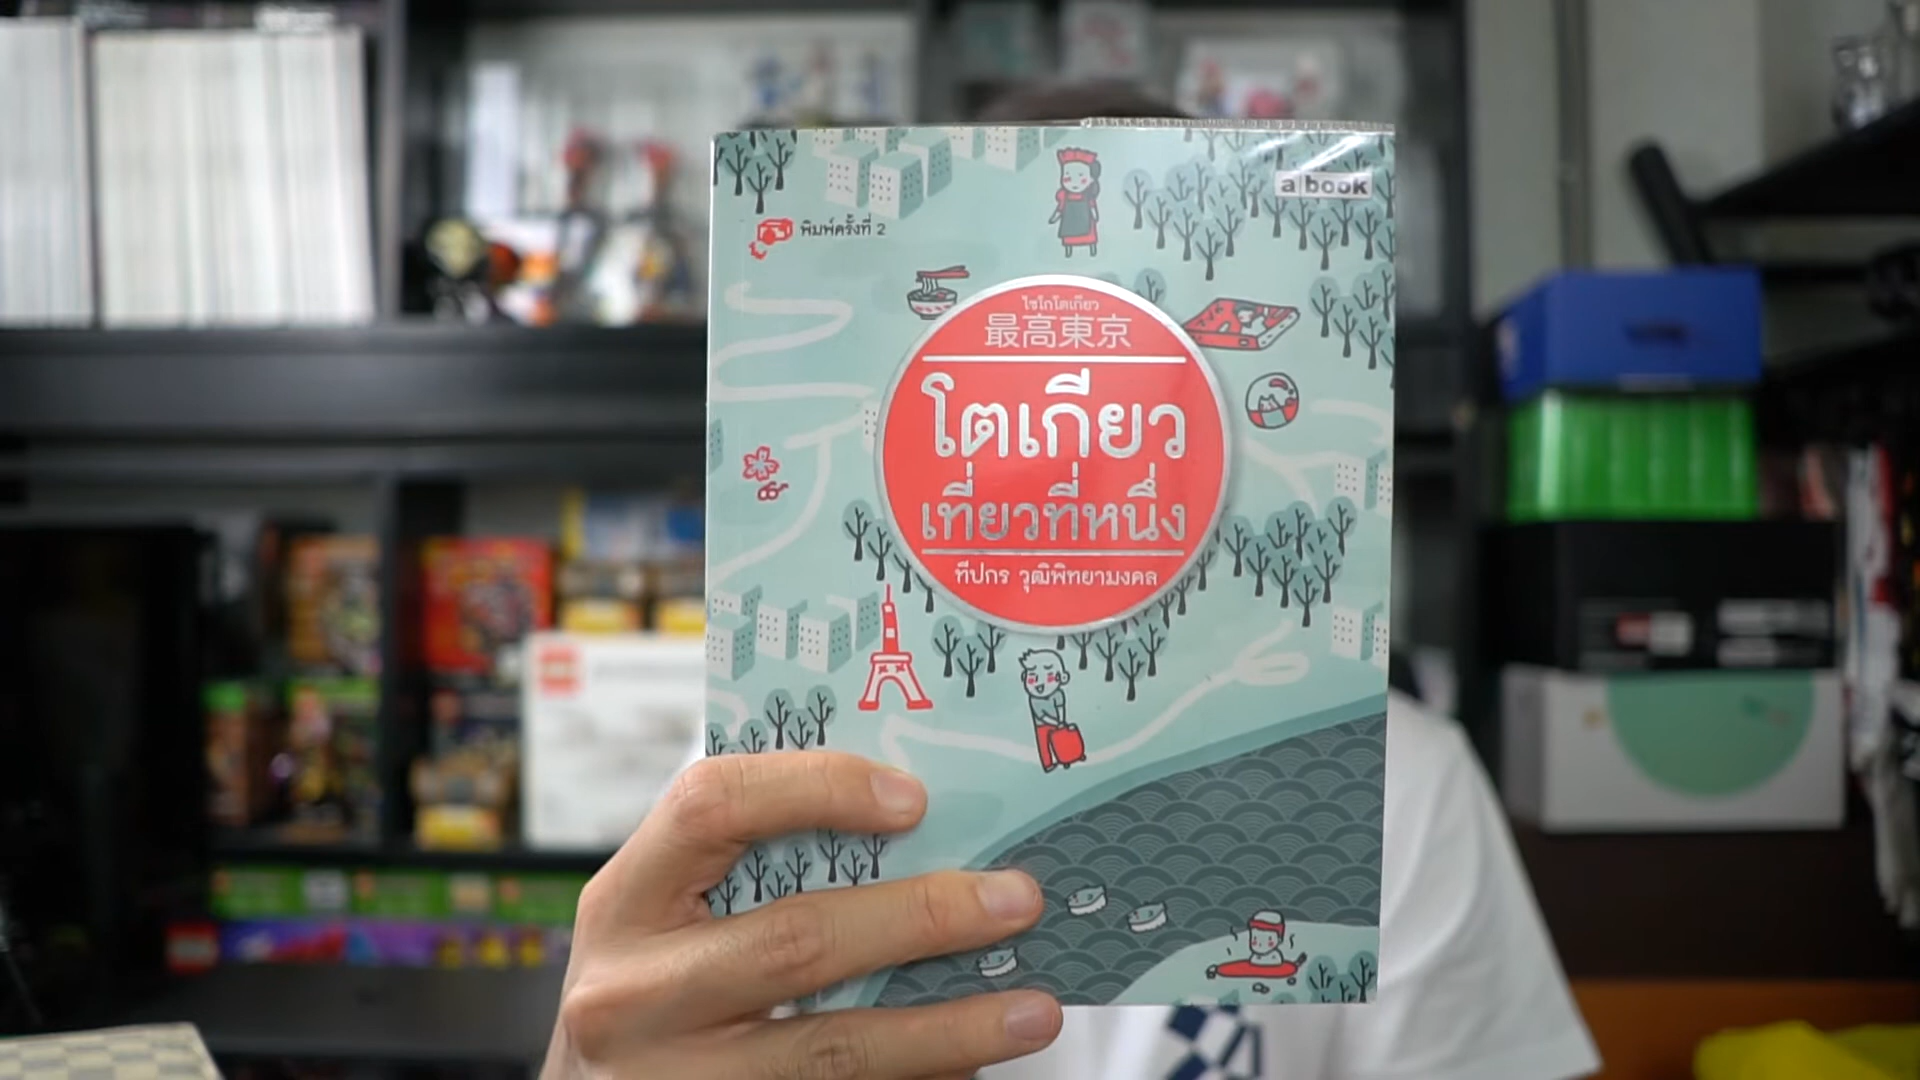 a book
พิมพ์ครั้งที่ 2
ไซโกโตเกียว
最高東京
โตเกียว
เที่ยวที่หนึ่ง
ทีปกร วุฒิพิทยามงคล